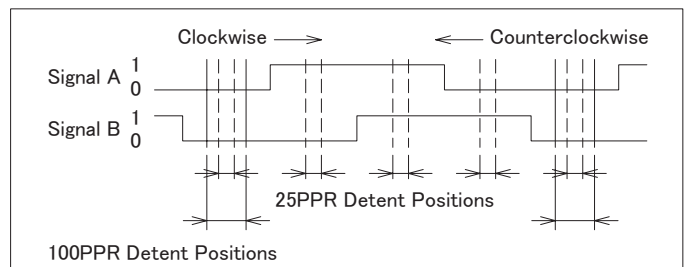 Clockwise Counterclockwise
Signal A 1
0
Signal B 1
0
25PPR Detent Positions
100PPR Detent Positions